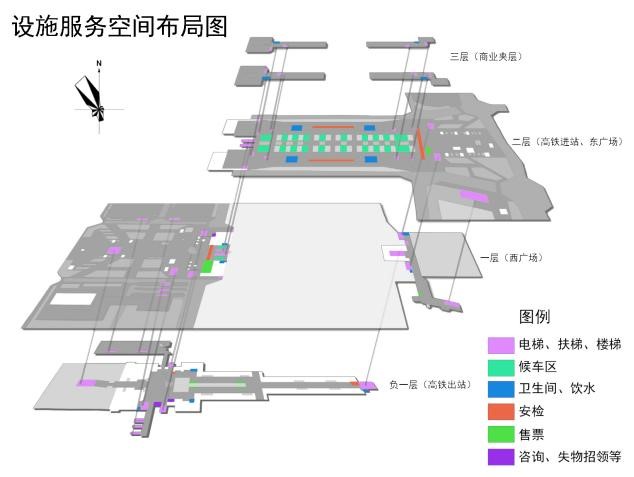 设施服务空间布局图
N
三层（商业夹层）
二层（高铁进站、东广场）
一层（西广场）
负一层（高铁出站）
图例
电梯、扶梯、楼梯
候车区
卫生间、饮水
安检
售票
咨询、失物招领等